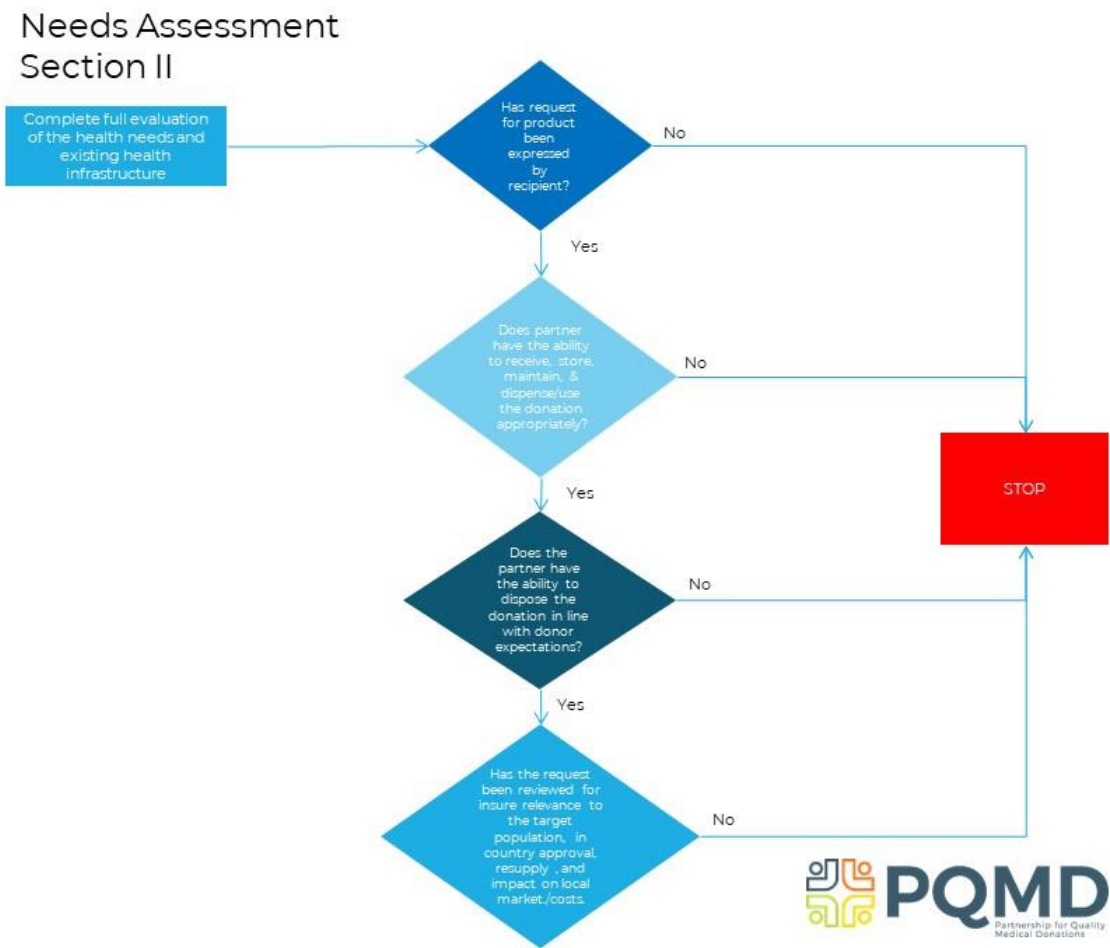 Needs Assessment
Section II
Complete full evaluation
of the health needs and
existing health
infrastructure
Has request
for product
been
expressed
by
recipient?
No
Yes
Does partner
have the ability
to receive, store,
maintain, &
dispense/use
the donation
appropriately?
No
Yes
STOP
Does the
partner have
the ability to
dispose the
donation in line
with donor
expectations?
No
Yes
Has the request
been reviewed for
insure relevance to
the target
population, in
country approval,
resupply , and
impact on local
market./costs.
No
PQMD
Partnership for Quality
Medical Donations